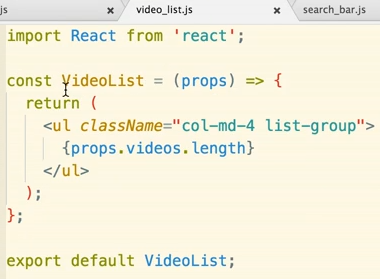 js
video_list.js
search_bar.js
import React from 'react';
const VideoList = (props) => {
return (
<ul className="col-md-4 list-group">
{props.videos.length}
</ul>
);
};
export default VideoList;